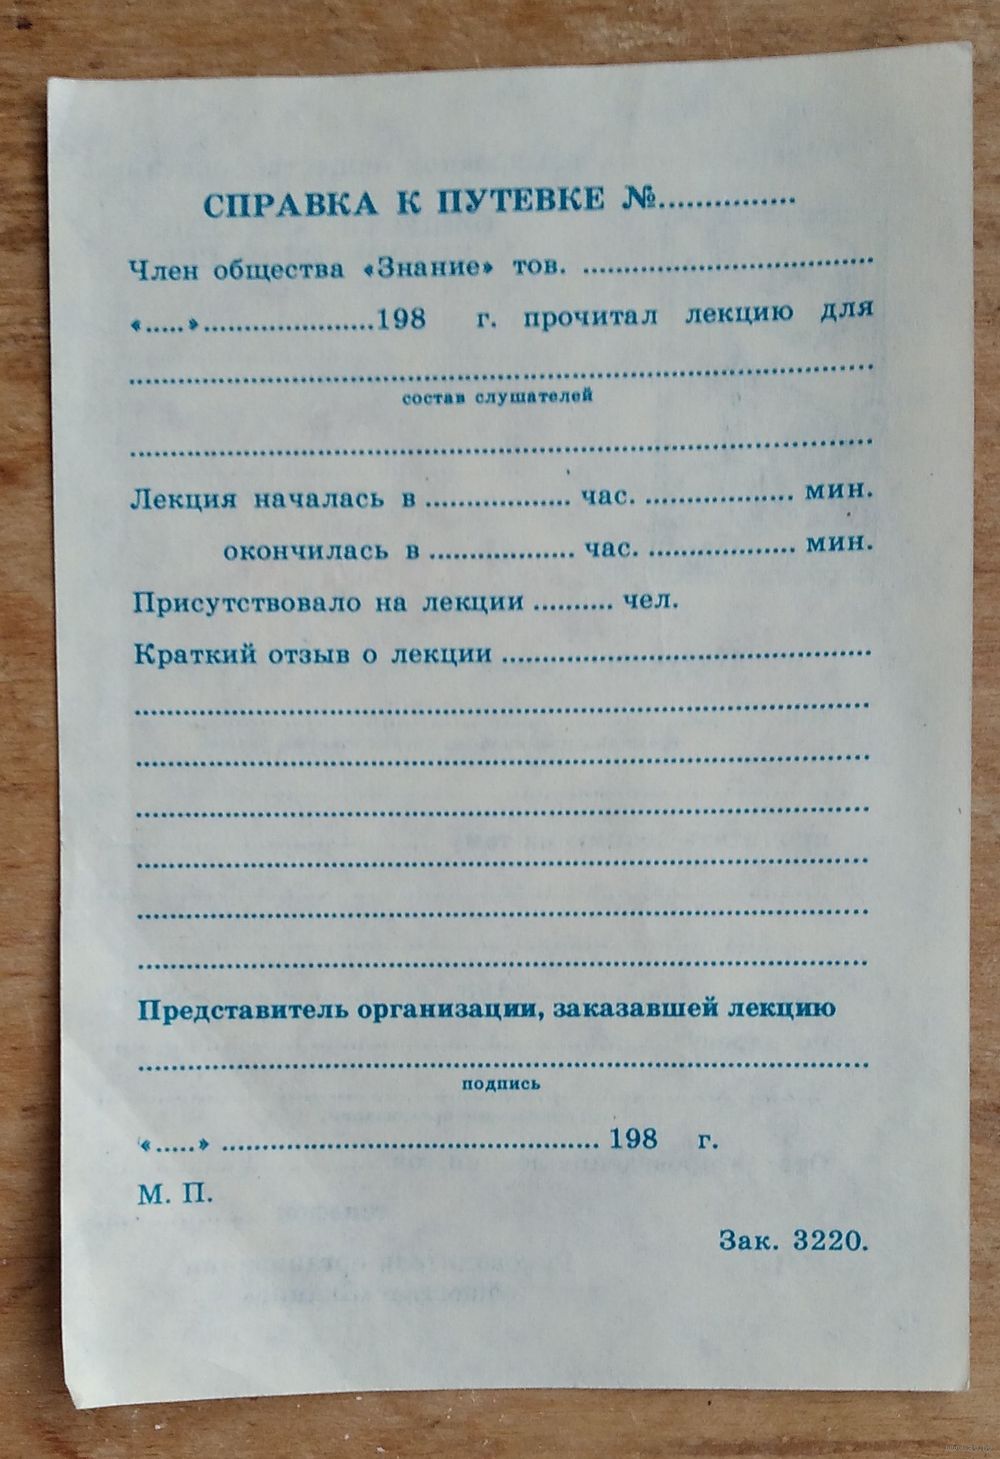 СПРАВКА К ПУТЕВКЕ №..............
Член общества «Знание» тов. ....................................
«.....».....................198   г. прочитал лекцию для
................................................................................
состав слушателей
................................................................................
Лекция началась в .................. час. .................. мин.
окончилась в .................. час. .................. мин.
Присутствовало на лекции .......... чел.
Краткий отзыв о лекции ..............................................
................................................................................
................................................................................
................................................................................
................................................................................
................................................................................
................................................................................
Представитель организации, заказавшей лекцию
................................................................................
подпись
«.....» ............................................... 198   г.
М. П.
Зак. 3220.